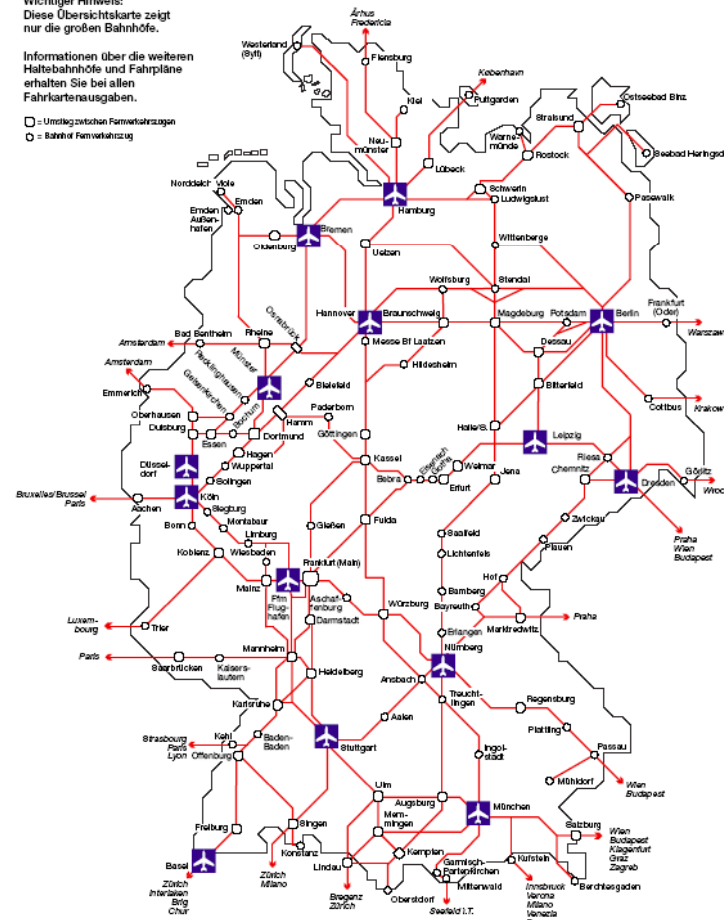 Wichtiger Hinweis:
Diese Übersichtskarte zeigt
nur die großen Bahnhöfe.
Informationen über die weiteren
Haltebahnhöfe und Fahrpläne
erhalten Sie bei allen
Fahrkartenausgaben.
= Umstieg zwischen Fernverkehrszügen
= Bahnhof Fernverkehrszug
Århus
Fredericia
Westerland
(Sylt)
Flensburg
København
Kiel
Puttgarden
Ostseebad Binz
Stralsund
Neu-
münster
Warne-
münde
Rostock
Seebad Heringsd
Lübeck
Norddeich Mole
Schwerin
Ludwigslust
Pasewalk
Emden
Emden
Außen-
hafen
Hamburg
Bremen
Oldenburg
Uelzen
Wittenberge
Wolfsburg
Stendal
Hannover
Braunschweig
Magdeburg
Potsdam
Berlin
Frankfurt
(Oder)
Warszaw
Osnabrück
Bad Bentheim
Rheine
Amsterdam
Messe Bf Laatzen
Dessau
Hildesheim
Amsterdam
Recklinghausen
Münster
Gelsenkirchen
Bielefeld
Bitterfeld
Emmerich
Bochum
Paderborn
Cottbus
Krakow
Oberhausen
Hamm
Duisburg
Essen
Dortmund
Göttingen
Halle/S.
Leipzig
Hagen
Wuppertal
Kassel
Eisenach
Gotha
Weimar
Riesa
Chemnitz
Düssel-
dorf
Solingen
Bebra
Erfurt
Jena
Dresden
Görlitz
Wroc
Bruxelles/Brussel
Paris
Köln
Aachen
Siegburg
Bonn
Montabaur
Fulda
Zwickau
Limburg
Gießen
Saalfeld
Praha
Wien
Budapest
Koblenz
Wiesbaden
Lichtenfels
Plauen
Frankfurt (Main)
Mainz
Ffm
Flug-
hafen
Aschaf-
fenburg
Bamberg
Hof
Würzburg
Bayreuth
Darmstadt
Luxem-
bourg
Trier
Erlangen
Marktredwitz
Praha
Paris
Mannheim
Nürnberg
Saarbrücken
Kaisers-
lautern
Heidelberg
Ansbach
Treucht-
lingen
Regensburg
Karlsruhe
Aalen
Plattling
Strasbourg
Paris
Lyon
Kehl
Baden-
Baden
Stuttgart
Offenburg
Ingol-
stadt
Passau
Mühldorf
Wien
Budapest
Ulm
Augsburg
München
Mem-
mingen
Freiburg
Singen
Salzburg
Wien
Budapest
Klagenfurt
Graz
Zagreb
Konstanz
Kempten
Basel
Lindau
Garmisch-
Partenkirchen
Mittenwald
Kufstein
Berchtesgaden
Zürich
Interlaken
Brig
Chur
Zürich
Milano
Bregenz
Zürich
Oberstdorf
Seefeld i.T.
Innsbruck
Verona
Milano
Venezia